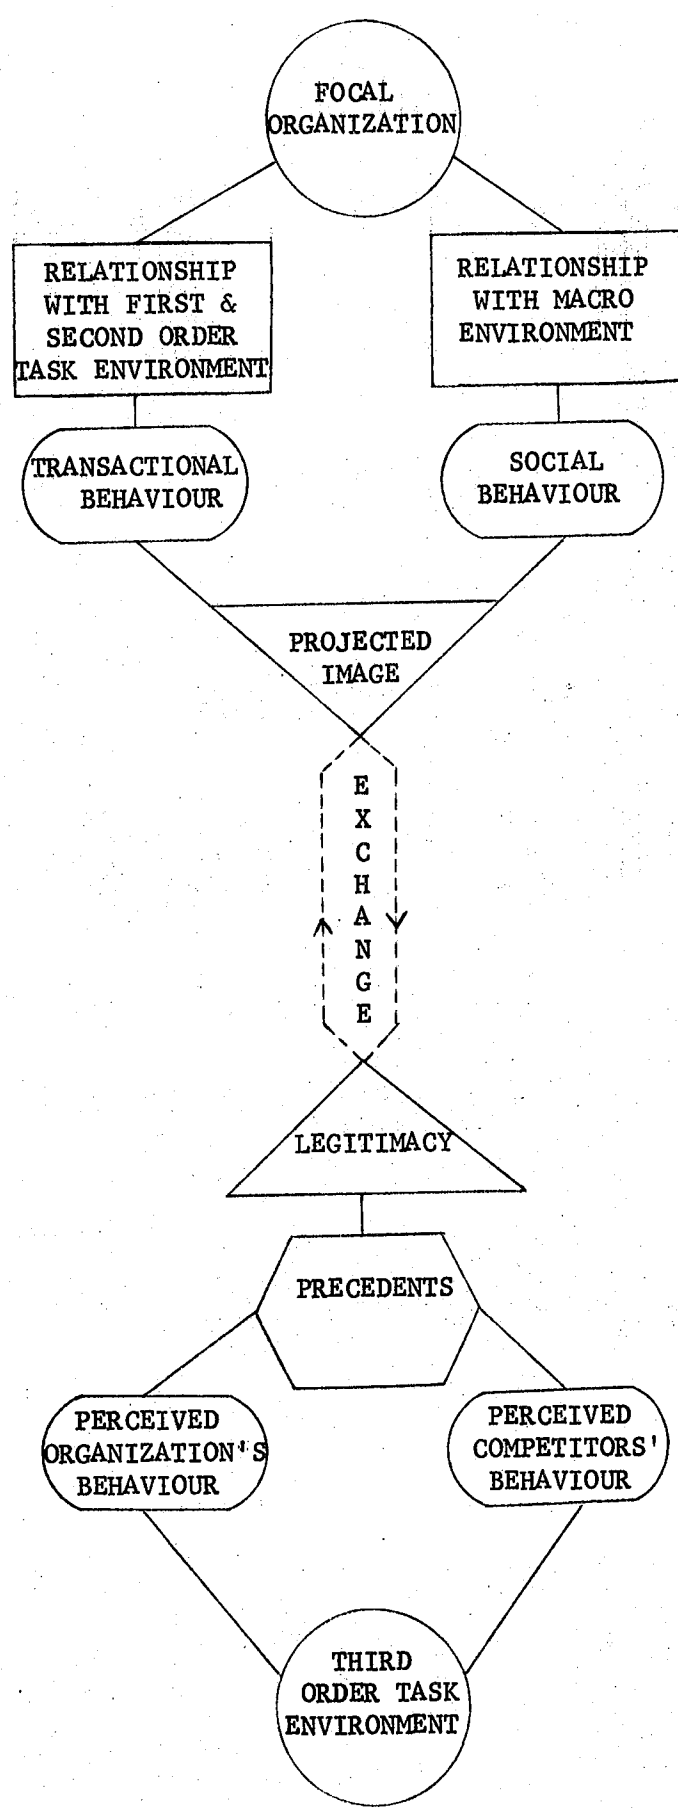 FOCAL
ORGANIZATION
RELATIONSHIP
WITH FIRST &
SECOND ORDER
TASK ENVIRONMENT
RELATIONSHIP
WITH MACRO
ENVIRONMENT
TRANSACTIONAL
BEHAVIOUR
SOCIAL
BEHAVIOUR
PROJECTED
IMAGE
E
X
C
H
A
N
G
E
LEGITIMACY
PRECEDENTS
PERCEIVED
ORGANIZATION'S
BEHAVIOUR
PERCEIVED
COMPETITORS'
BEHAVIOUR
THIRD
ORDER TASK
ENVIRONMENT